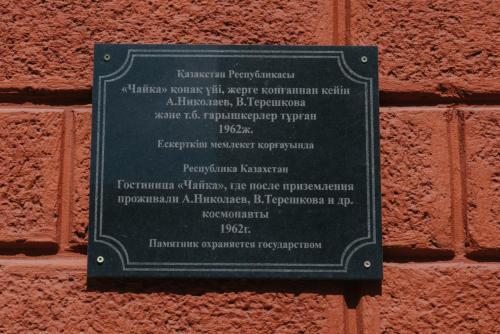 Қазақстан Республикасы
«Чайка» қонақ үйі, жерге қонғаннан кейін
А.Николаев, В.Терешкова
және т.б. ғарышкерлер тұрған
1962ж.
Ескерткіш мемлекет қорғауында
Республика Казахстан
Гостиница «Чайка», где после приземления
проживали А.Николаев, В.Терешкова и др.
космонавты
1962г.
Памятник охраняется государством